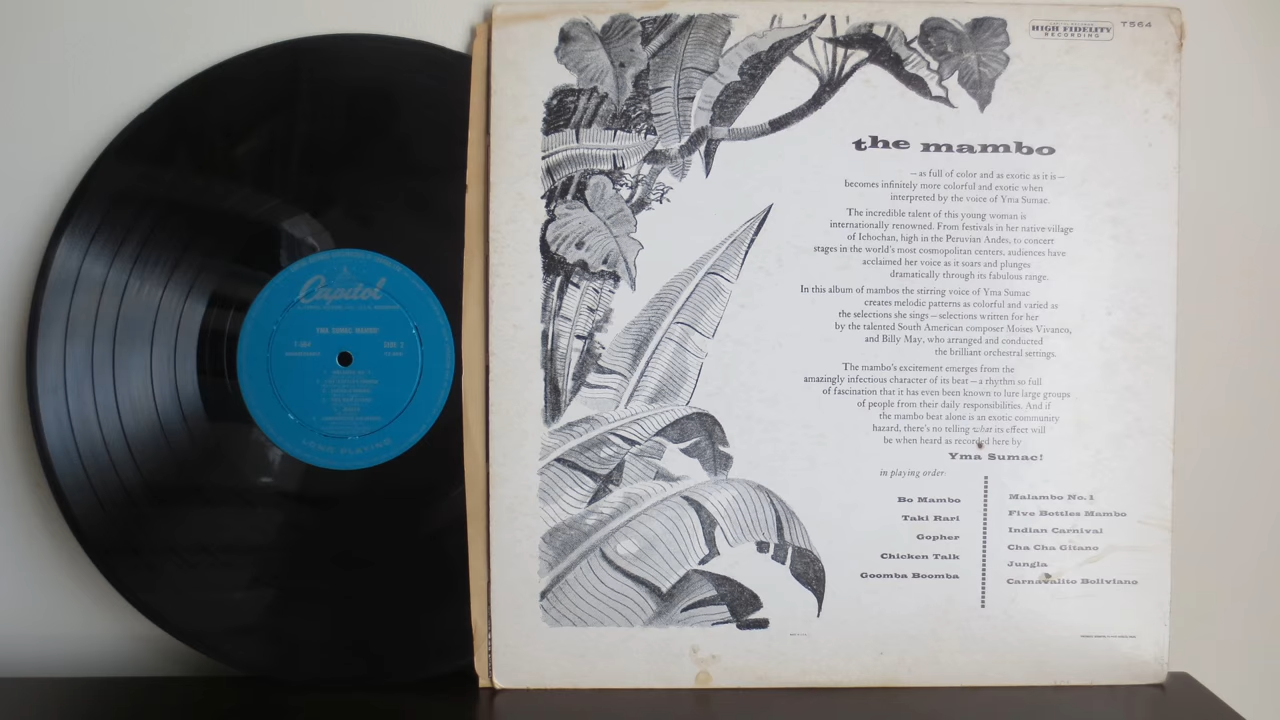 Capitol
YMA SUMAC MAMBO
SIDE 2
LONG PLAYING
HIGH FIDELITY
RECORDING
T564
the mambo
—as full of color and as exotic as it is—
becomes infinitely more colorful and exotic when
interpreted by the voice of Yma Sumac.
The incredible talent of this young woman is
internationally renowned. From festivals in her native village
of Ichochan, high in the Peruvian Andes, to concert
stages in the world's most cosmopolitan centers, audiences have
acclaimed her voice as it soars and plunges
dramatically through its fabulous range.
In this album of mambos the stirring voice of Yma Sumac
creates melodic patterns as colorful and varied as
the selections she sings—selections written for her
by the talented South American composer Moises Vivanco,
and Billy May, who arranged and conducted
the brilliant orchestral settings.
The mambo's excitement emerges from the
amazingly infectious character of its beat—a rhythm so full
of fascination that it has even been known to lure large groups
of people from their daily responsibilities. And if
the mambo beat alone is an exotic community
hazard, there's no telling what its effect will
be when heard as recorded here by
Yma Sumac!
in playing order
Bo Mambo
Taki Rari
Gopher
Chicken Talk
Goomba Boomba
Malambo No. 1
Five Bottles Mambo
Indian Carnival
Cha Cha Gitano
Jungla
Carnavalito Boliviano